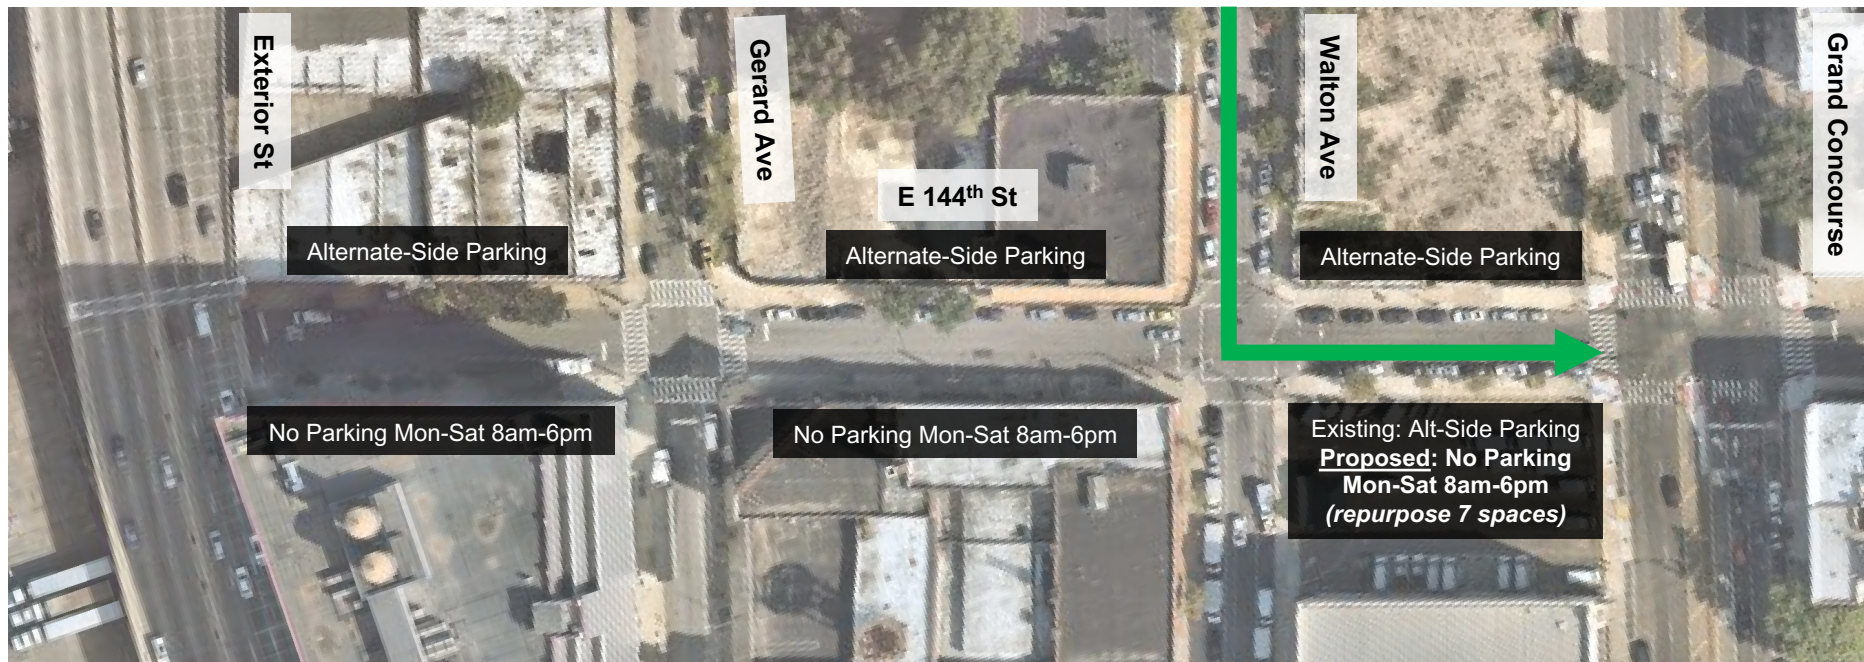 Exterior St
Gerard Ave
Walton Ave
Grand Concourse
E 144th St
Alternate-Side Parking
Alternate-Side Parking
Alternate-Side Parking
No Parking Mon-Sat 8am-6pm
No Parking Mon-Sat 8am-6pm
Existing: Alt-Side Parking
Proposed: No Parking
Mon-Sat 8am-6pm
(repurpose 7 spaces)